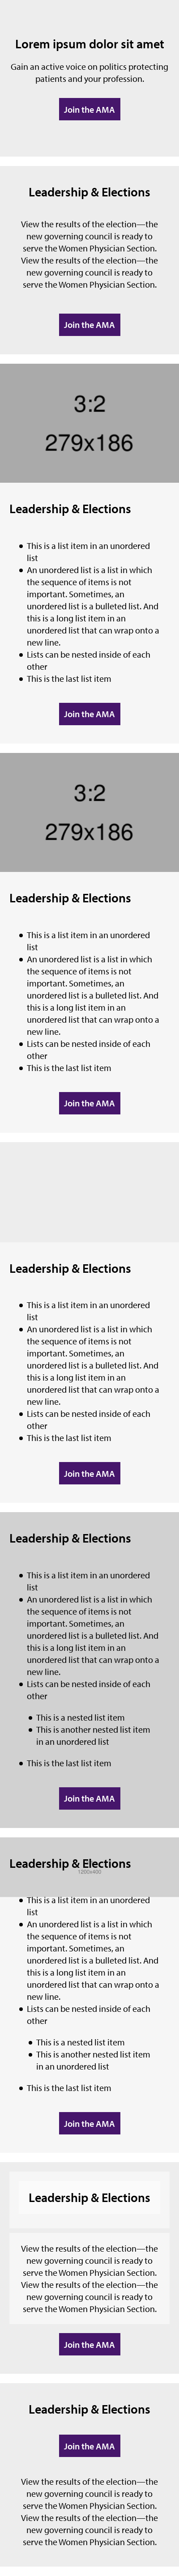 Lorem ipsum dolor sit amet
Gain an active voice on politics protecting
patients and your profession.
Join the AMA
Leadership & Elections
View the results of the election—the
new governing council is ready to
serve the Women Physician Section.
View the results of the election—the
new governing council is ready to
serve the Women Physician Section.
Join the AMA
3:2
279x186
Leadership & Elections
● This is a list item in an unordered
list
● An unordered list is a list in which
the sequence of items is not
important. Sometimes, an
unordered list is a bulleted list. And
this is a long list item in an
unordered list that can wrap onto a
new line.
● Lists can be nested inside of each
other
● This is the last list item
Join the AMA
3:2
279x186
Leadership & Elections
● This is a list item in an unordered
list
● An unordered list is a list in which
the sequence of items is not
important. Sometimes, an
unordered list is a bulleted list. And
this is a long list item in an
unordered list that can wrap onto a
new line.
● Lists can be nested inside of each
other
● This is the last list item
Join the AMA
Leadership & Elections
● This is a list item in an unordered
list
● An unordered list is a list in which
the sequence of items is not
important. Sometimes, an
unordered list is a bulleted list. And
this is a long list item in an
unordered list that can wrap onto a
new line.
● Lists can be nested inside of each
other
● This is the last list item
Join the AMA
Leadership & Elections
● This is a list item in an unordered
list
● An unordered list is a list in which
the sequence of items is not
important. Sometimes, an
unordered list is a bulleted list. And
this is a long list item in an
unordered list that can wrap onto a
new line.
● Lists can be nested inside of each
other
● This is a nested list item
● This is another nested list item
in an unordered list
● This is the last list item
Join the AMA
Leadership & Elections
1200x400
● This is a list item in an unordered
list
● An unordered list is a list in which
the sequence of items is not
important. Sometimes, an
unordered list is a bulleted list. And
this is a long list item in an
unordered list that can wrap onto a
new line.
● Lists can be nested inside of each
other
● This is a nested list item
● This is another nested list item
in an unordered list
● This is the last list item
Join the AMA
Leadership & Elections
View the results of the election—the
new governing council is ready to
serve the Women Physician Section.
View the results of the election—the
new governing council is ready to
serve the Women Physician Section.
Join the AMA
Leadership & Elections
Join the AMA
View the results of the election—the
new governing council is ready to
serve the Women Physician Section.
View the results of the election—the
new governing council is ready to
serve the Women Physician Section.